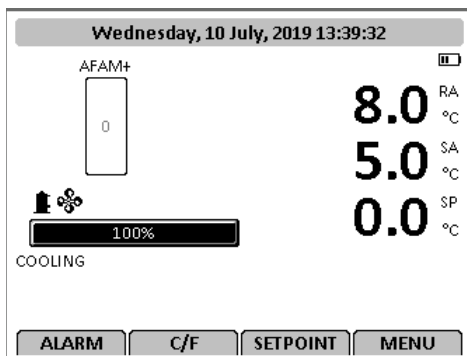 Wednesday, 10 July, 2019 13:39:32
AFAM+
0
8.0 RA °C
5.0 SA °C
0.0 SP °C
100%
COOLING
ALARM C/F SETPOINT MENU